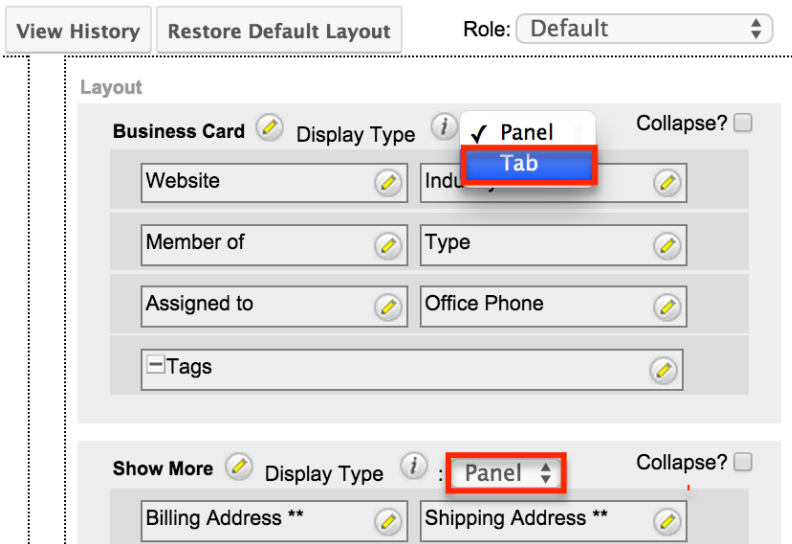 View History Restore Default Layout Role: Default
Layout
Business Card Display Type i ✓ Panel Collapse?
Tab
Website
Member of Type
Assigned to Office Phone
Tags
Show More Display Type i : Panel Collapse?
Billing Address ** Shipping Address **